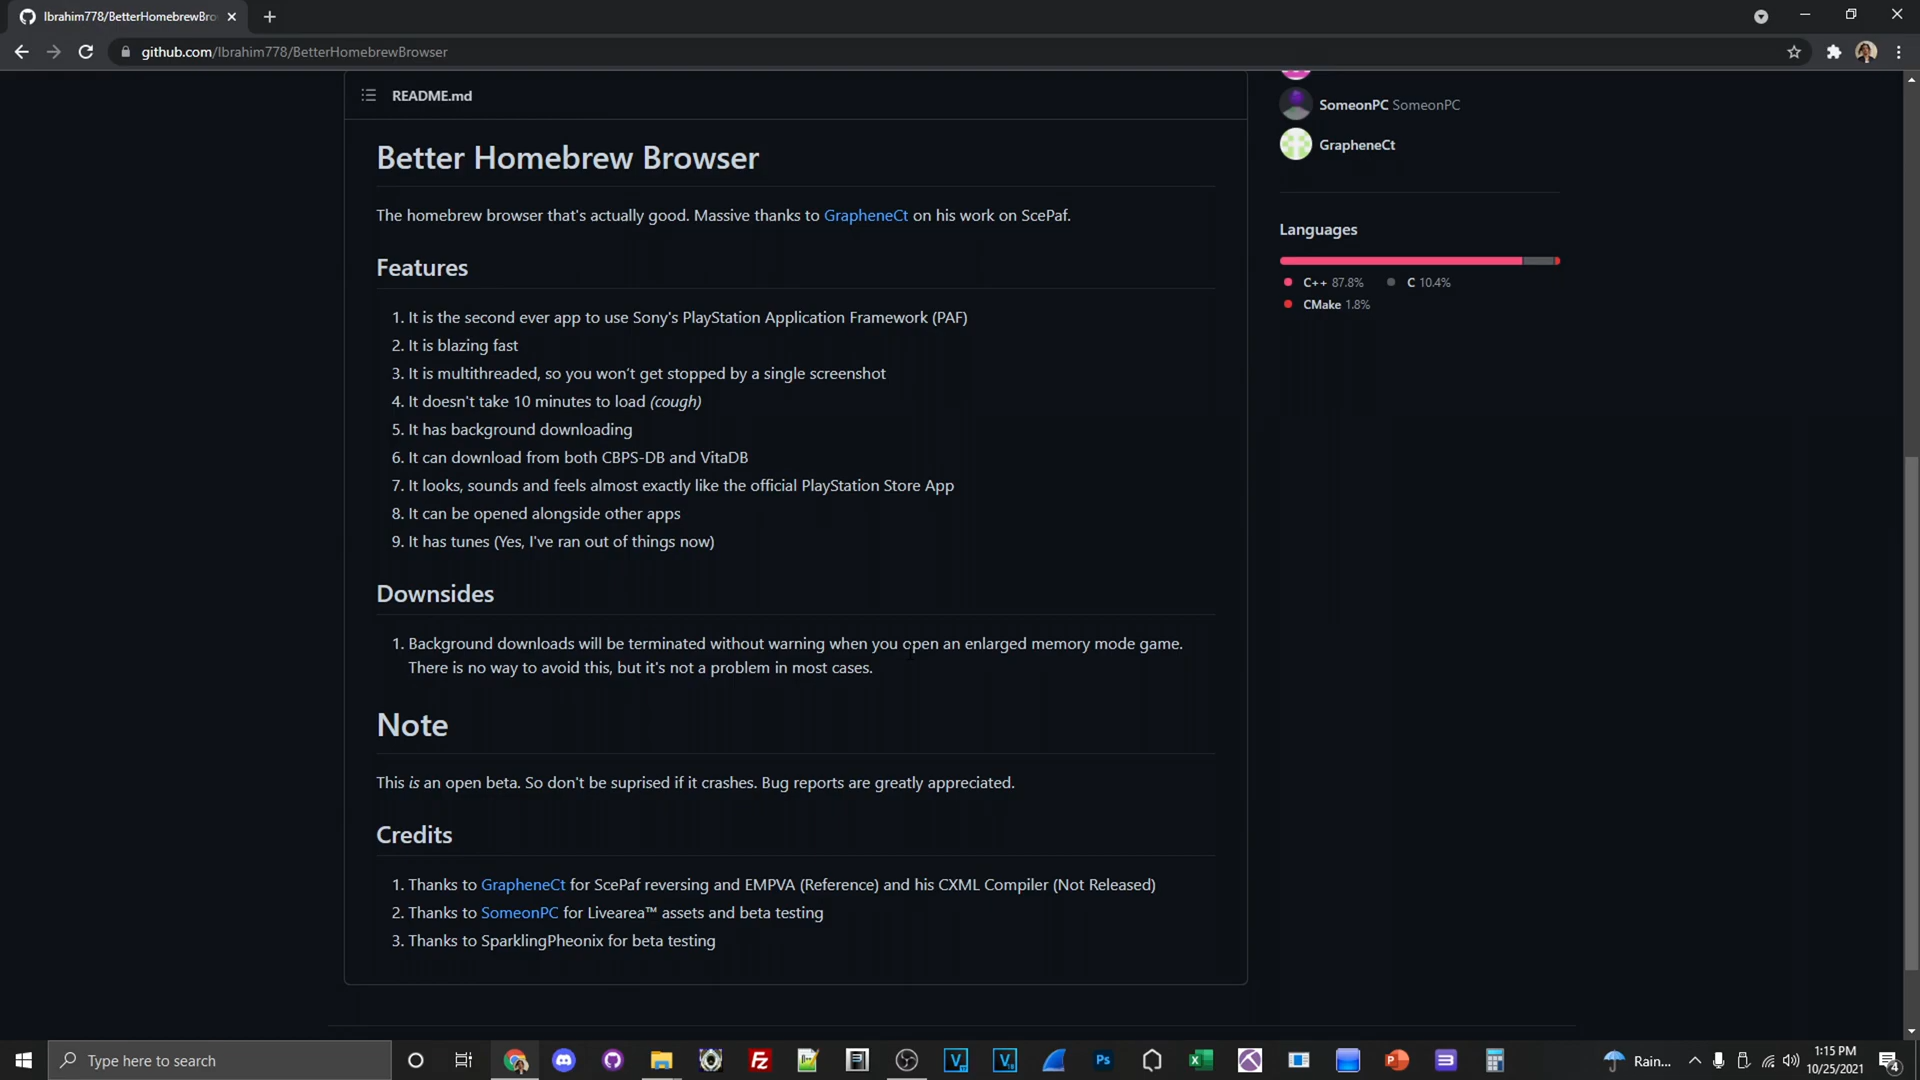 Ibrahim778/BetterHomebrewBro
github.com/Ibrahim778/BetterHomebrewBrowser
README.md
SomeonPC SomeonPC
GrapheneCt
Better Homebrew Browser
The homebrew browser that's actually good. Massive thanks to GrapheneCt on his work on ScePaf.
Languages
C++ 87.8% C 10.4%
CMake 1.8%
Features
1. It is the second ever app to use Sony's PlayStation Application Framework (PAF)
2. It is blazing fast
3. It is multithreaded, so you won't get stopped by a single screenshot
4. It doesn't take 10 minutes to load (cough)
5. It has background downloading
6. It can download from both CBPS-DB and VitaDB
7. It looks, sounds and feels almost exactly like the official PlayStation Store App
8. It can be opened alongside other apps
9. It has tunes (Yes, I've ran out of things now)
Downsides
1. Background downloads will be terminated without warning when you open an enlarged memory mode game.
There is no way to avoid this, but it's not a problem in most cases.
Note
This is an open beta. So don't be suprised if it crashes. Bug reports are greatly appreciated.
Credits
1. Thanks to GrapheneCt for ScePaf reversing and EMPVA (Reference) and his CXML Compiler (Not Released)
2. Thanks to SomeonPC for Livearea™ assets and beta testing
3. Thanks to SparklingPheonix for beta testing
Type here to search
Rain...
1:15 PM
10/25/2021
4